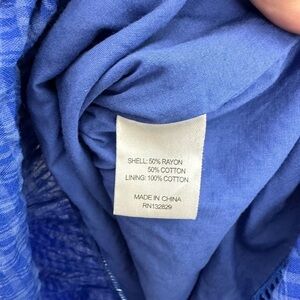 SHELL: 50% RAYON
50% COTTON
LINING: 100% COTTON
MADE IN CHINA
RN132829